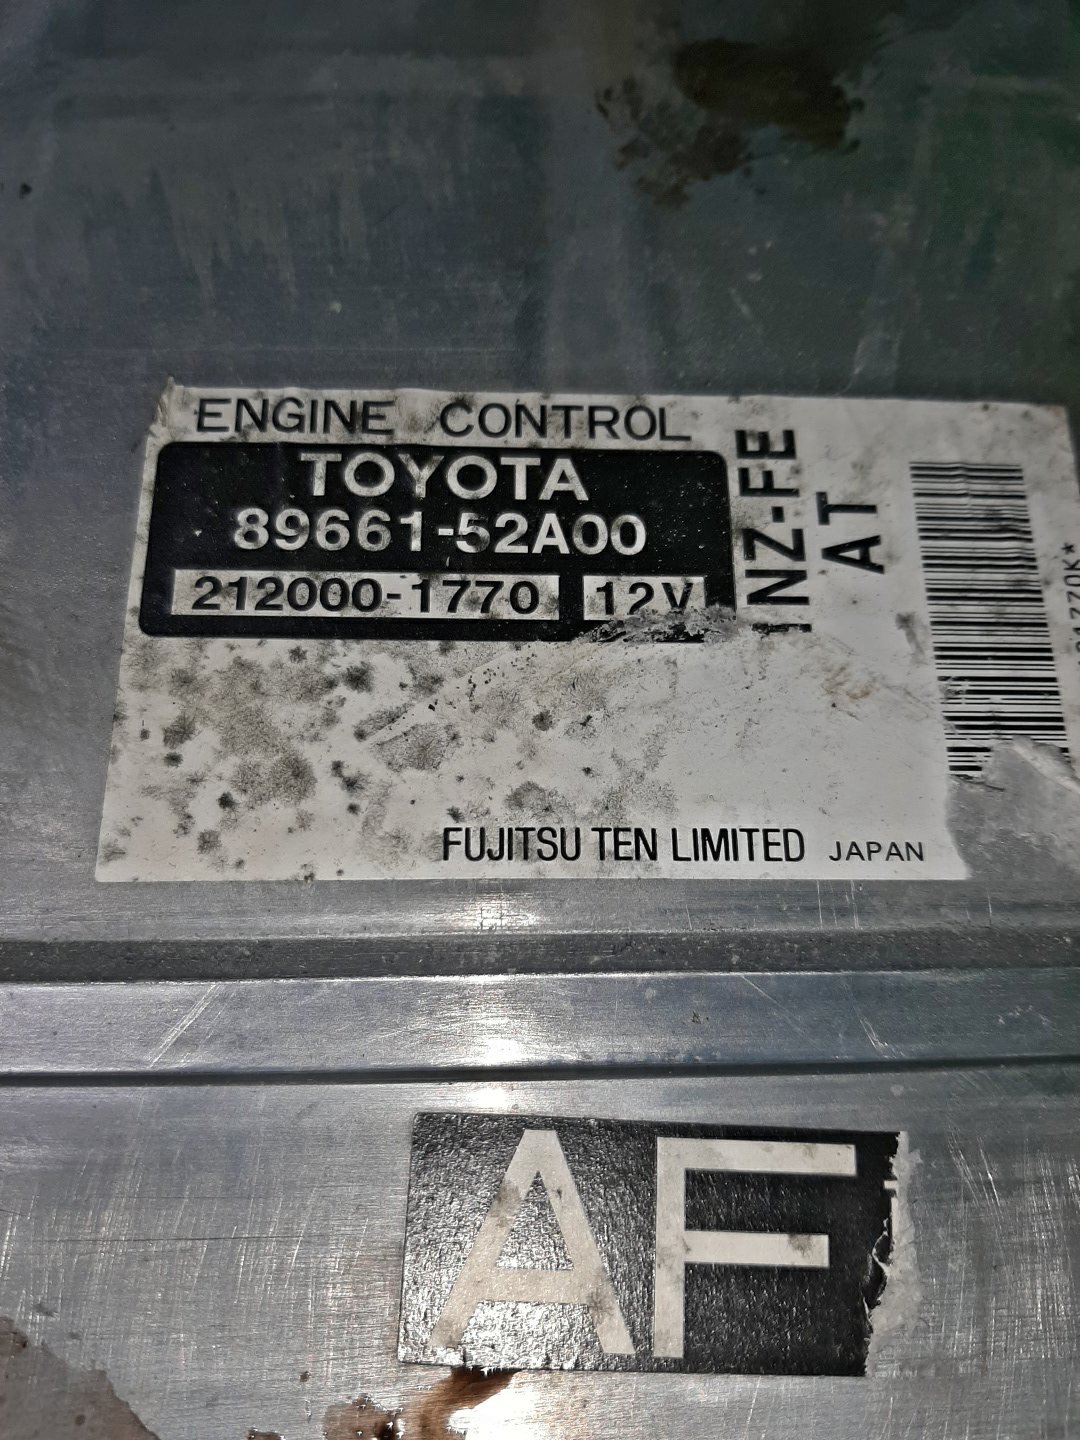 ENGINE CONTROL
TOYOTA
89661-52A00
212000-1770 12V
1NZ-FE
AT
FUJITSU TEN LIMITED JAPAN
AF